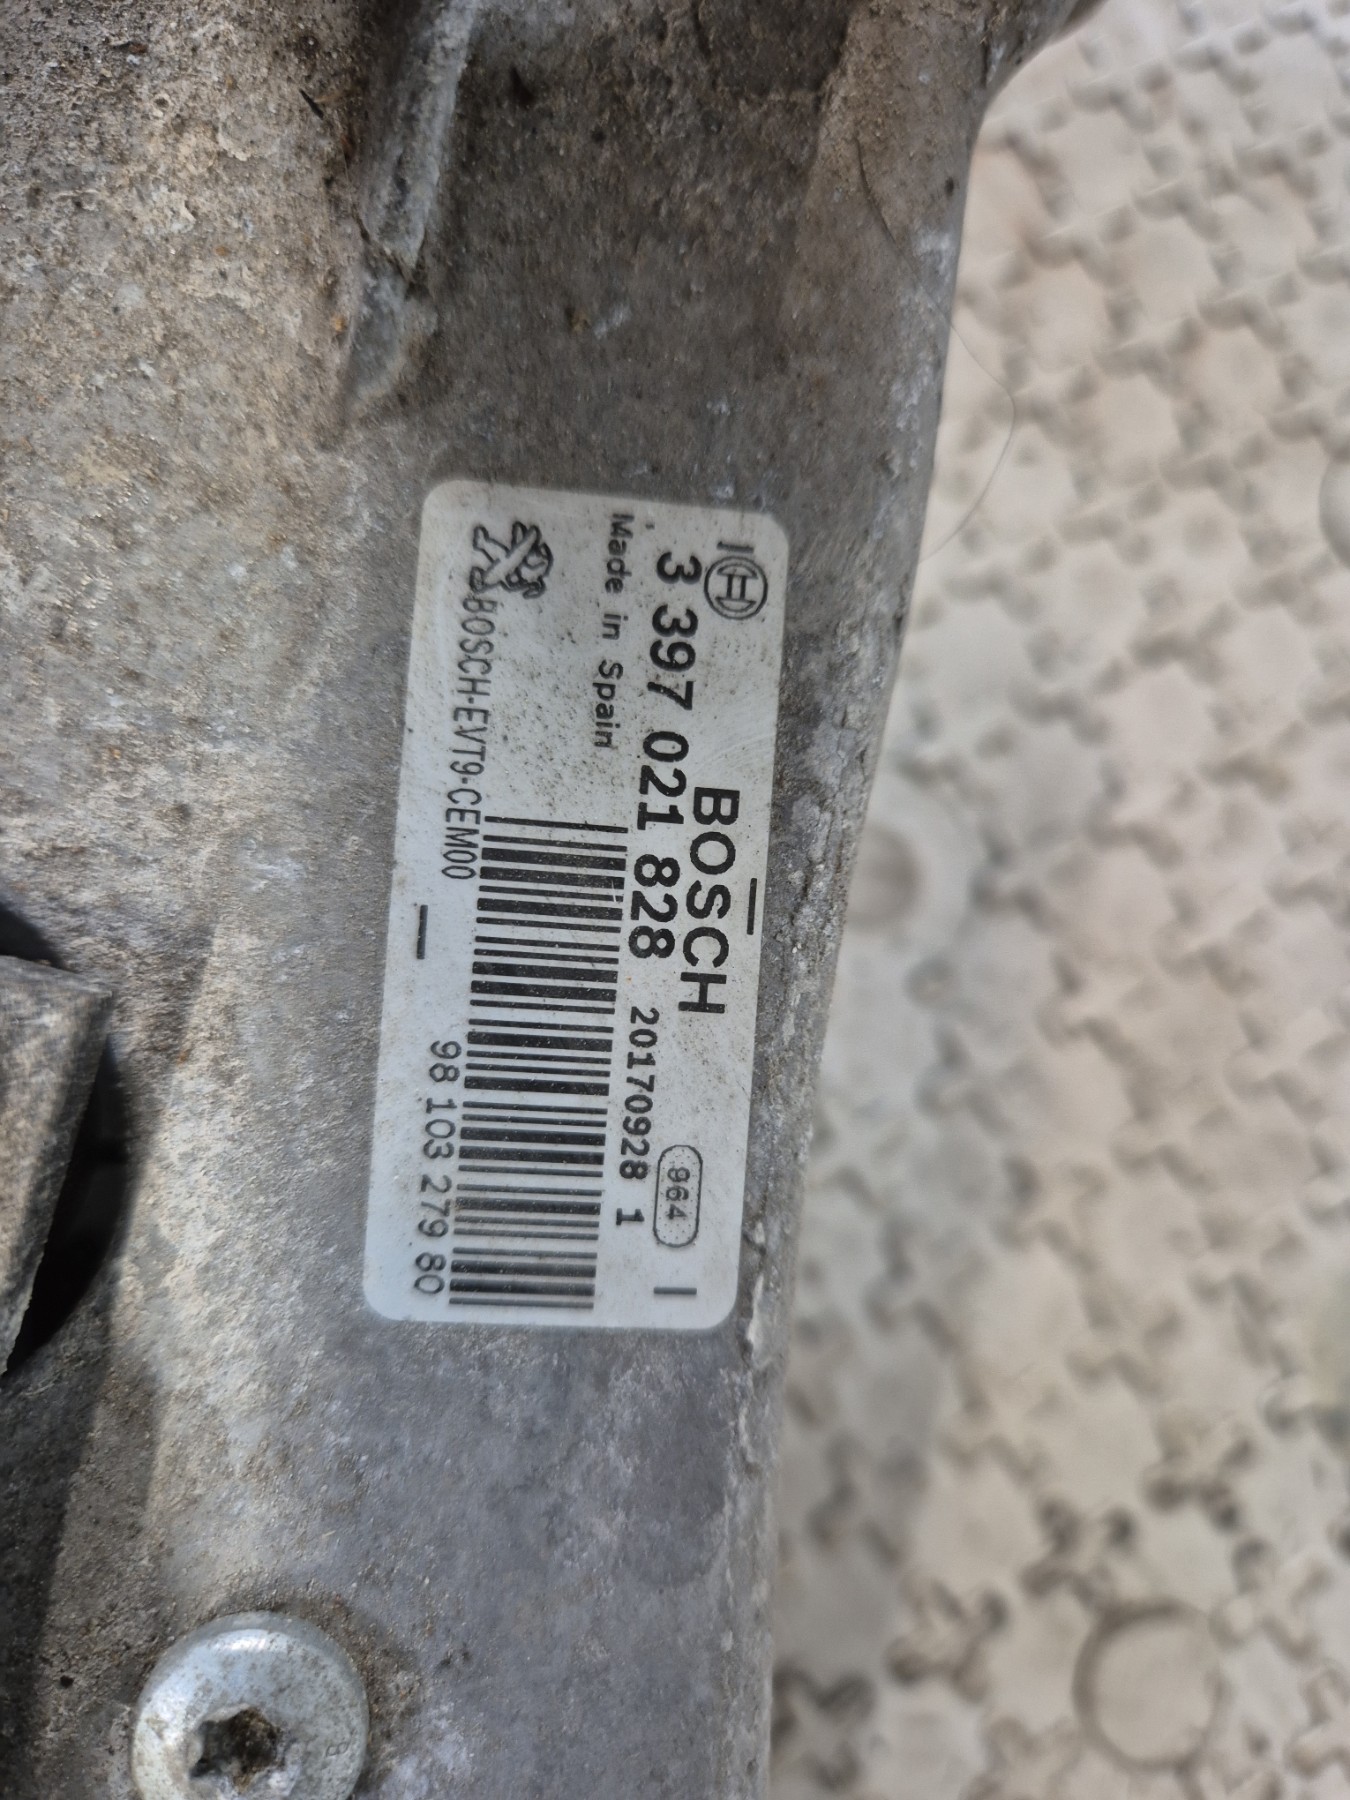 BOSCH
964
3 397 021 828 20170928 1
Made in Spain
BOSCH-EVT9-CEM00
98 103 279 80